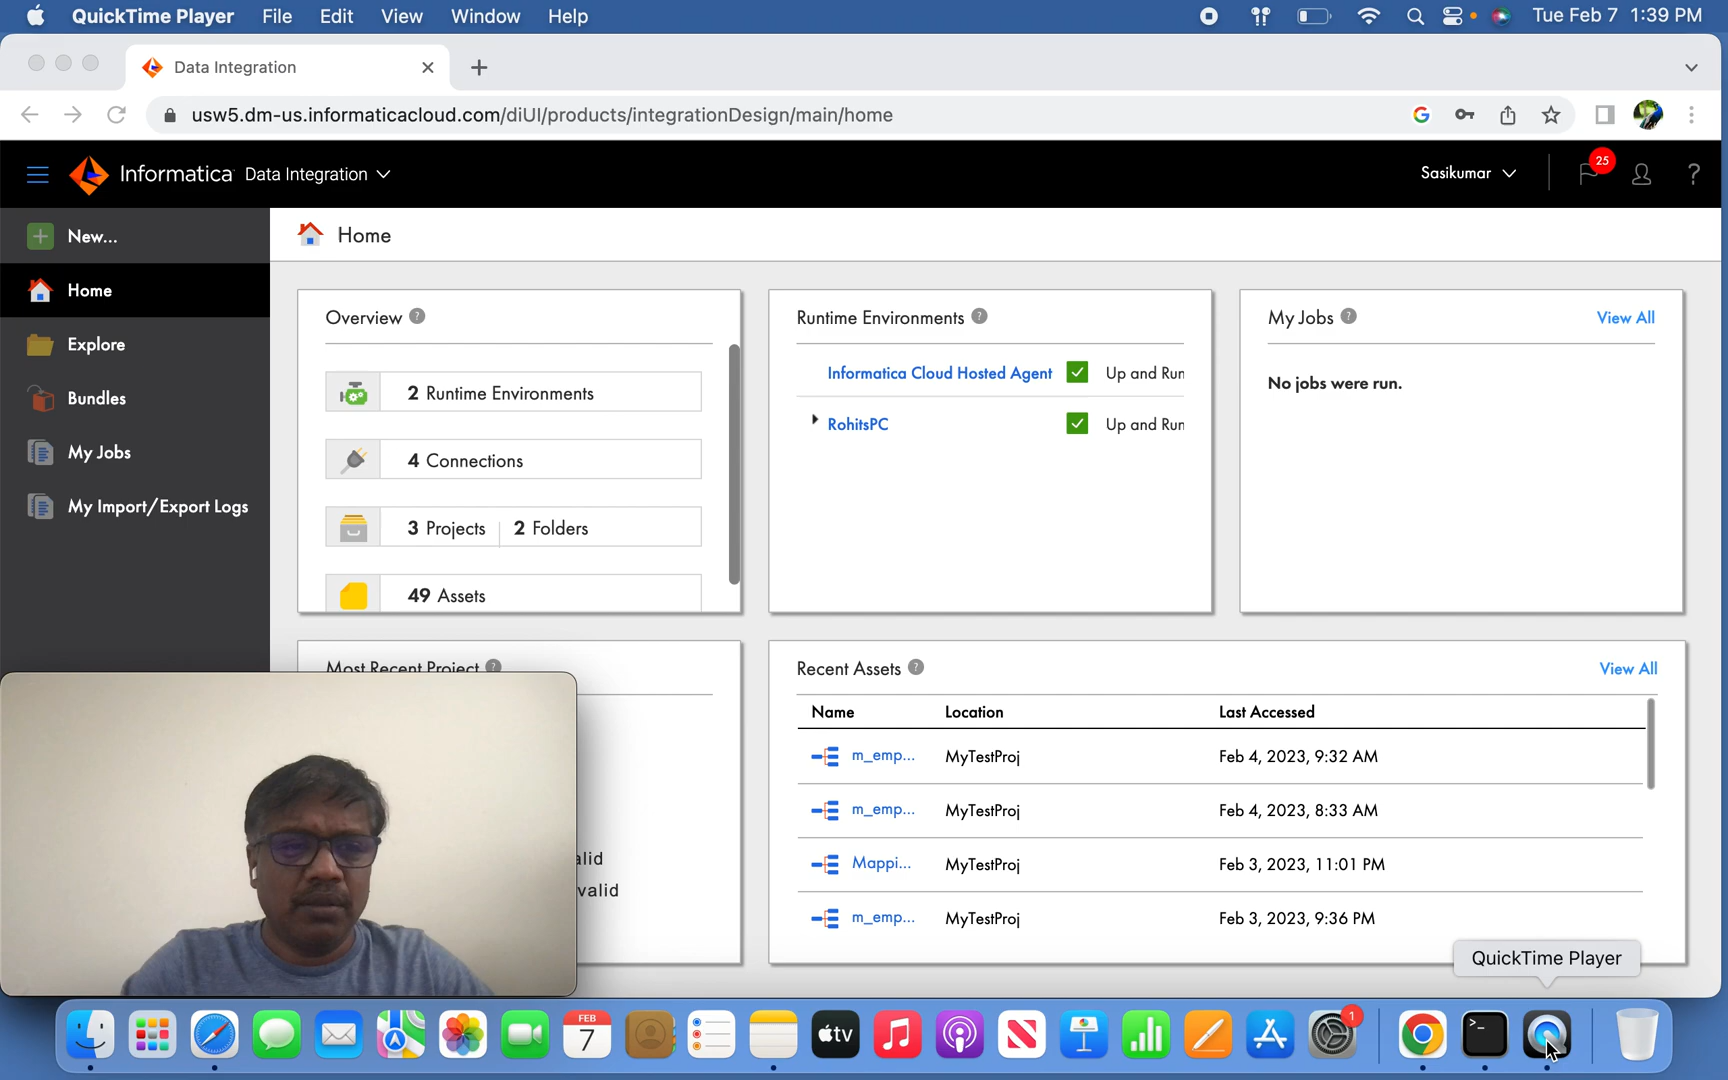 QuickTime Player File Edit View Window Help Tue Feb 7 1:39 PM
Data Integration
usw5.dm-us.informaticacloud.com/diUI/products/integrationDesign/main/home
Informatica Data Integration Sasikumar 25 ?
New...
Home
Explore
Bundles
My Jobs
My Import/Export Logs
Home
Overview ?
2 Runtime Environments
4 Connections
3 Projects 2 Folders
49 Assets
Runtime Environments ?
Informatica Cloud Hosted Agent Up and Run
RohitsPC Up and Run
My Jobs ? View All
No jobs were run.
Most Recent Project ?
alid
valid
Recent Assets ? View All
Name Location Last Accessed
m_emp... MyTestProj Feb 4, 2023, 9:32 AM
m_emp... MyTestProj Feb 4, 2023, 8:33 AM
Mappi... MyTestProj Feb 3, 2023, 11:01 PM
m_emp... MyTestProj Feb 3, 2023, 9:36 PM
QuickTime Player
FEB
7
tv
1